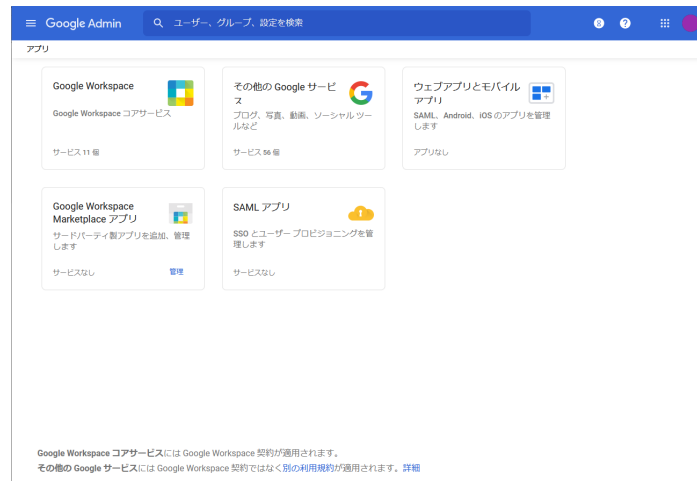 Google Admin
ユーザー、グループ、設定を検索
8
?
アプリ
Google Workspace
Google Workspace コアサービス
サービス 11 個
その他の Google サービ
ス
ブログ、写真、動画、ソーシャル ツー
ルなど
サービス 56 個
ウェブアプリとモバイル
アプリ
SAML、Android、iOS のアプリを管理
します
アプリなし
Google Workspace
Marketplace アプリ
サードパーティ製アプリを追加、管理
します
サービスなし
管理
SAML アプリ
SSO とユーザー プロビジョニングを管
理します
サービスなし
Google Workspace コアサービスには Google Workspace 契約が適用されます。
その他の Google サービスには Google Workspace 契約ではなく別の利用規約が適用されます。詳細